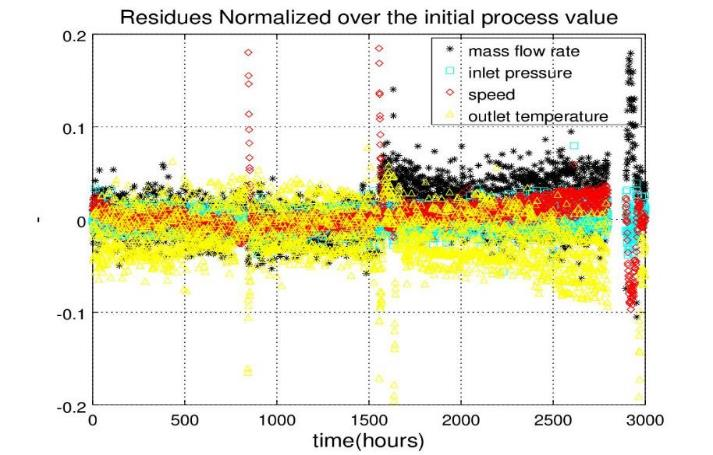 Residues Normalized over the initial process value
0.2
mass flow rate
inlet pressure
speed
outlet temperature
0.1
0
-
-0.1
-0.2
0 500 1000 1500 2000 2500 3000
time(hours)